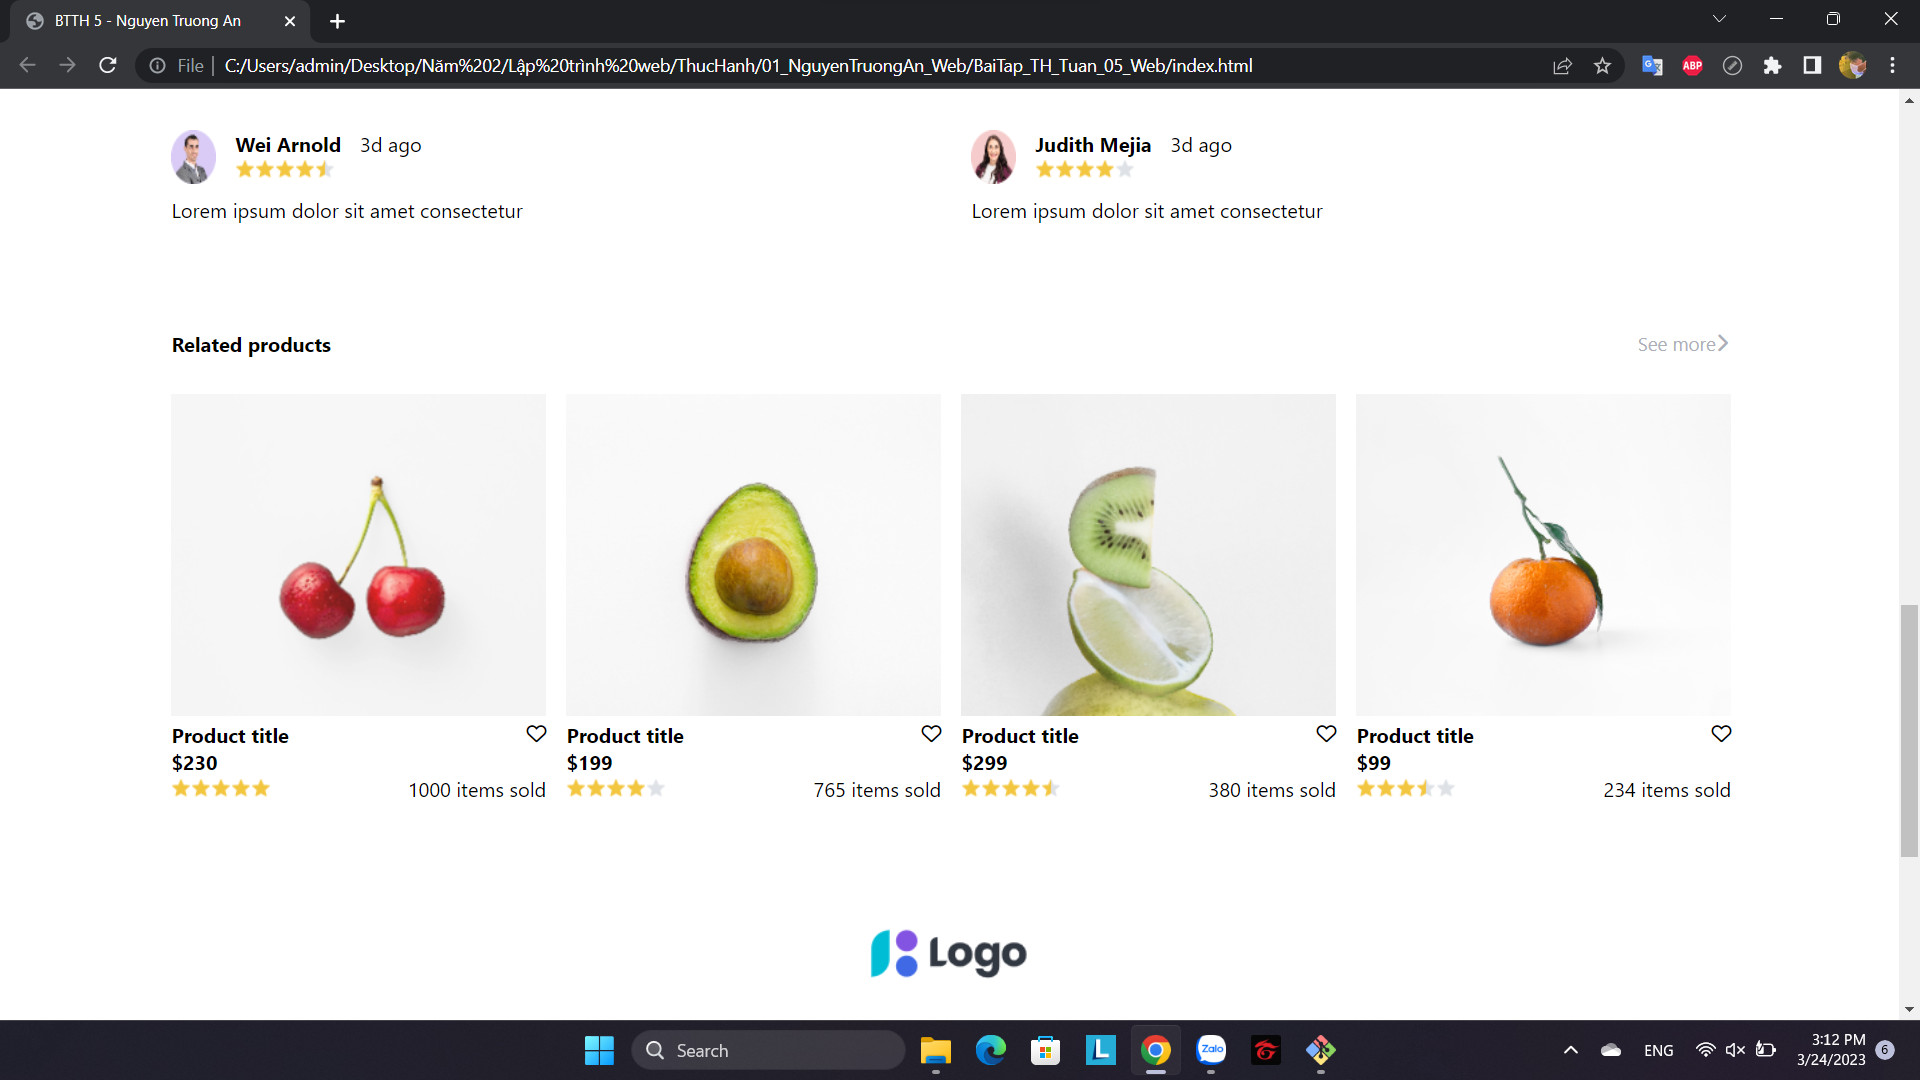 BTTH 5 - Nguyen Truong An
File
C:/Users/admin/Desktop/Năm%202/Lập%20trình%20web/ThucHanh/01_NguyenTruongAn_Web/BaiTap_TH_Tuan_05_Web/index.html
ABP
Wei Arnold 3d ago
Judith Mejia 3d ago
Lorem ipsum dolor sit amet consectetur
Lorem ipsum dolor sit amet consectetur
Related products
See more
Product title
Product title
Product title
Product title
$230
$199
$299
$99
1000 items sold
765 items sold
380 items sold
234 items sold
Logo
Search
L
Zalo
ENG
3:12 PM
3/24/2023
6